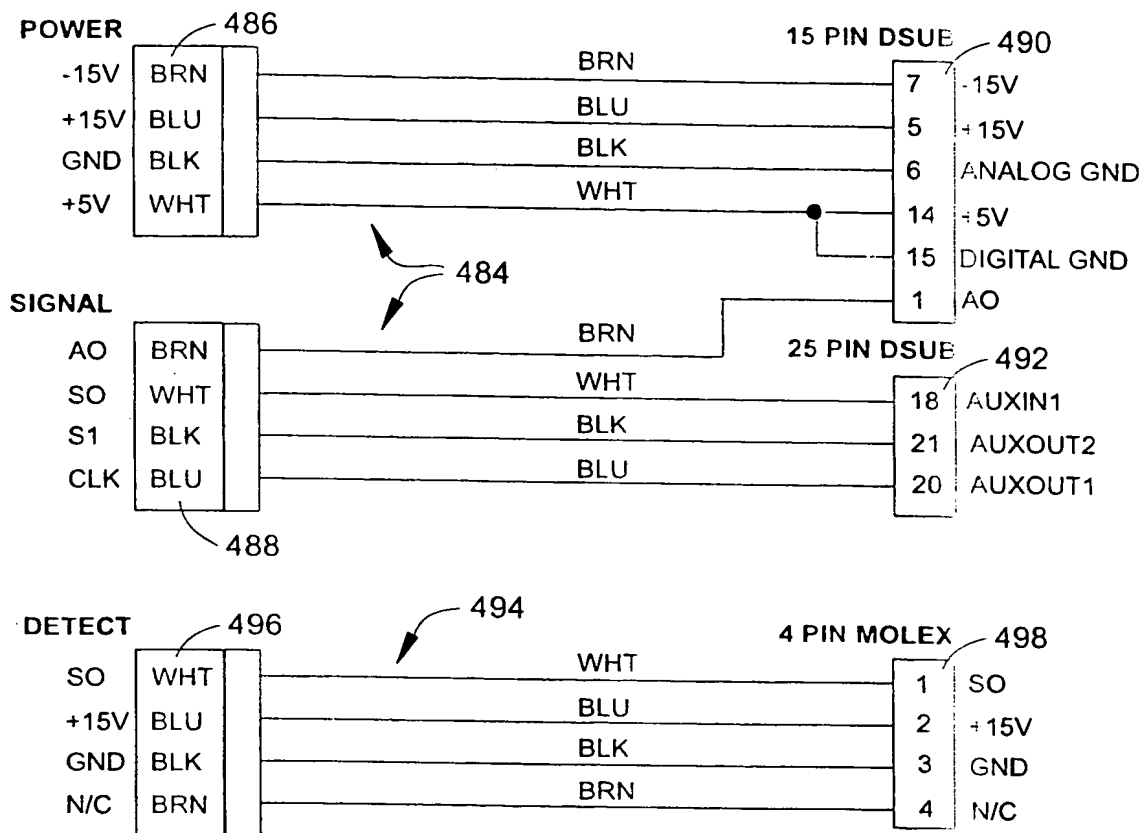 POWER 486 15 PIN DSUB 490
-15V BRN BRN 7 -15V
+15V BLU BLU 5 +15V
GND BLK BLK 6 ANALOG GND
+5V WHT WHT 14 +5V
484 15 DIGITAL GND
SIGNAL 1 AO
AO BRN BRN 25 PIN DSUB 492
SO WHT WHT 18 AUXIN1
S1 BLK BLK 21 AUXOUT2
CLK BLU BLU 20 AUXOUT1
488
DETECT 496 494 4 PIN MOLEX 498
SO WHT WHT 1 SO
+15V BLU BLU 2 +15V
GND BLK BLK 3 GND
N/C BRN BRN 4 N/C